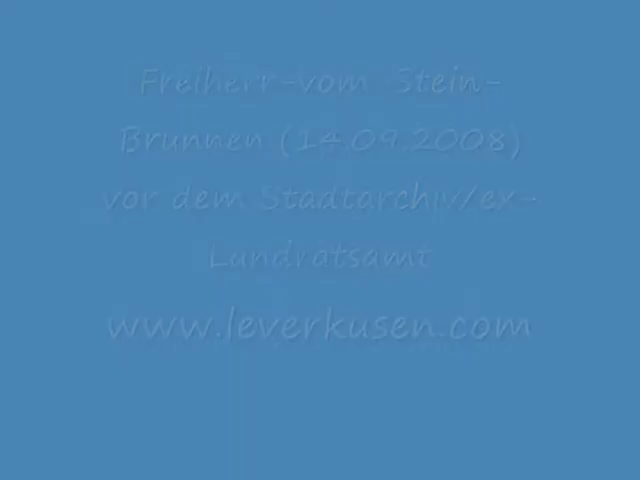 Freiherr-vom-Stein-
Brunnen (14.09.2008)
vor dem Stadtarchiv/ex-
Landratsamt
www.leverkusen.com